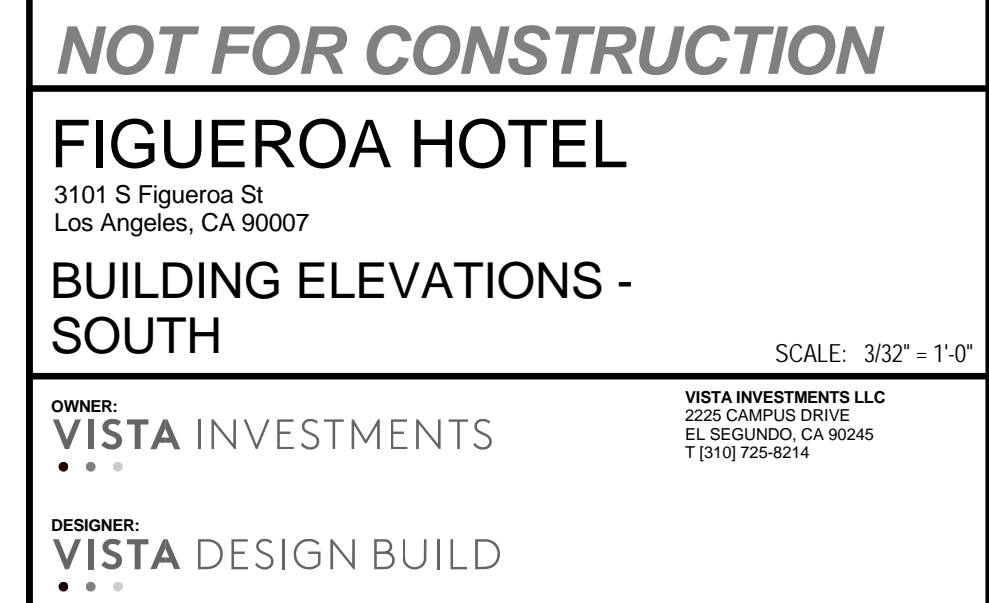 NOT FOR CONSTRUCTION
FIGUEROA HOTEL
3101 S Figueroa St
Los Angeles, CA 90007
BUILDING ELEVATIONS -
SOUTH
SCALE: 3/32" = 1'-0"
OWNER:
VISTA INVESTMENTS
VISTA INVESTMENTS LLC
2225 CAMPUS DRIVE
EL SEGUNDO, CA 90245
T [310] 725-8214
DESIGNER:
VISTA DESIGN BUILD